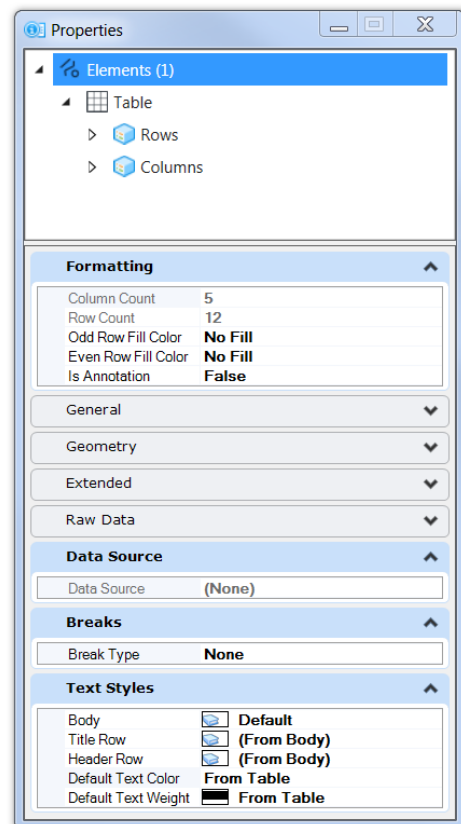 Properties
Elements (1)
Table
Rows
Columns
Formatting
Column Count 5
Row Count 12
Odd Row Fill Color No Fill
Even Row Fill Color No Fill
Is Annotation False
General
Geometry
Extended
Raw Data
Data Source
Data Source (None)
Breaks
Break Type None
Text Styles
Body Default
Title Row (From Body)
Header Row (From Body)
Default Text Color From Table
Default Text Weight From Table